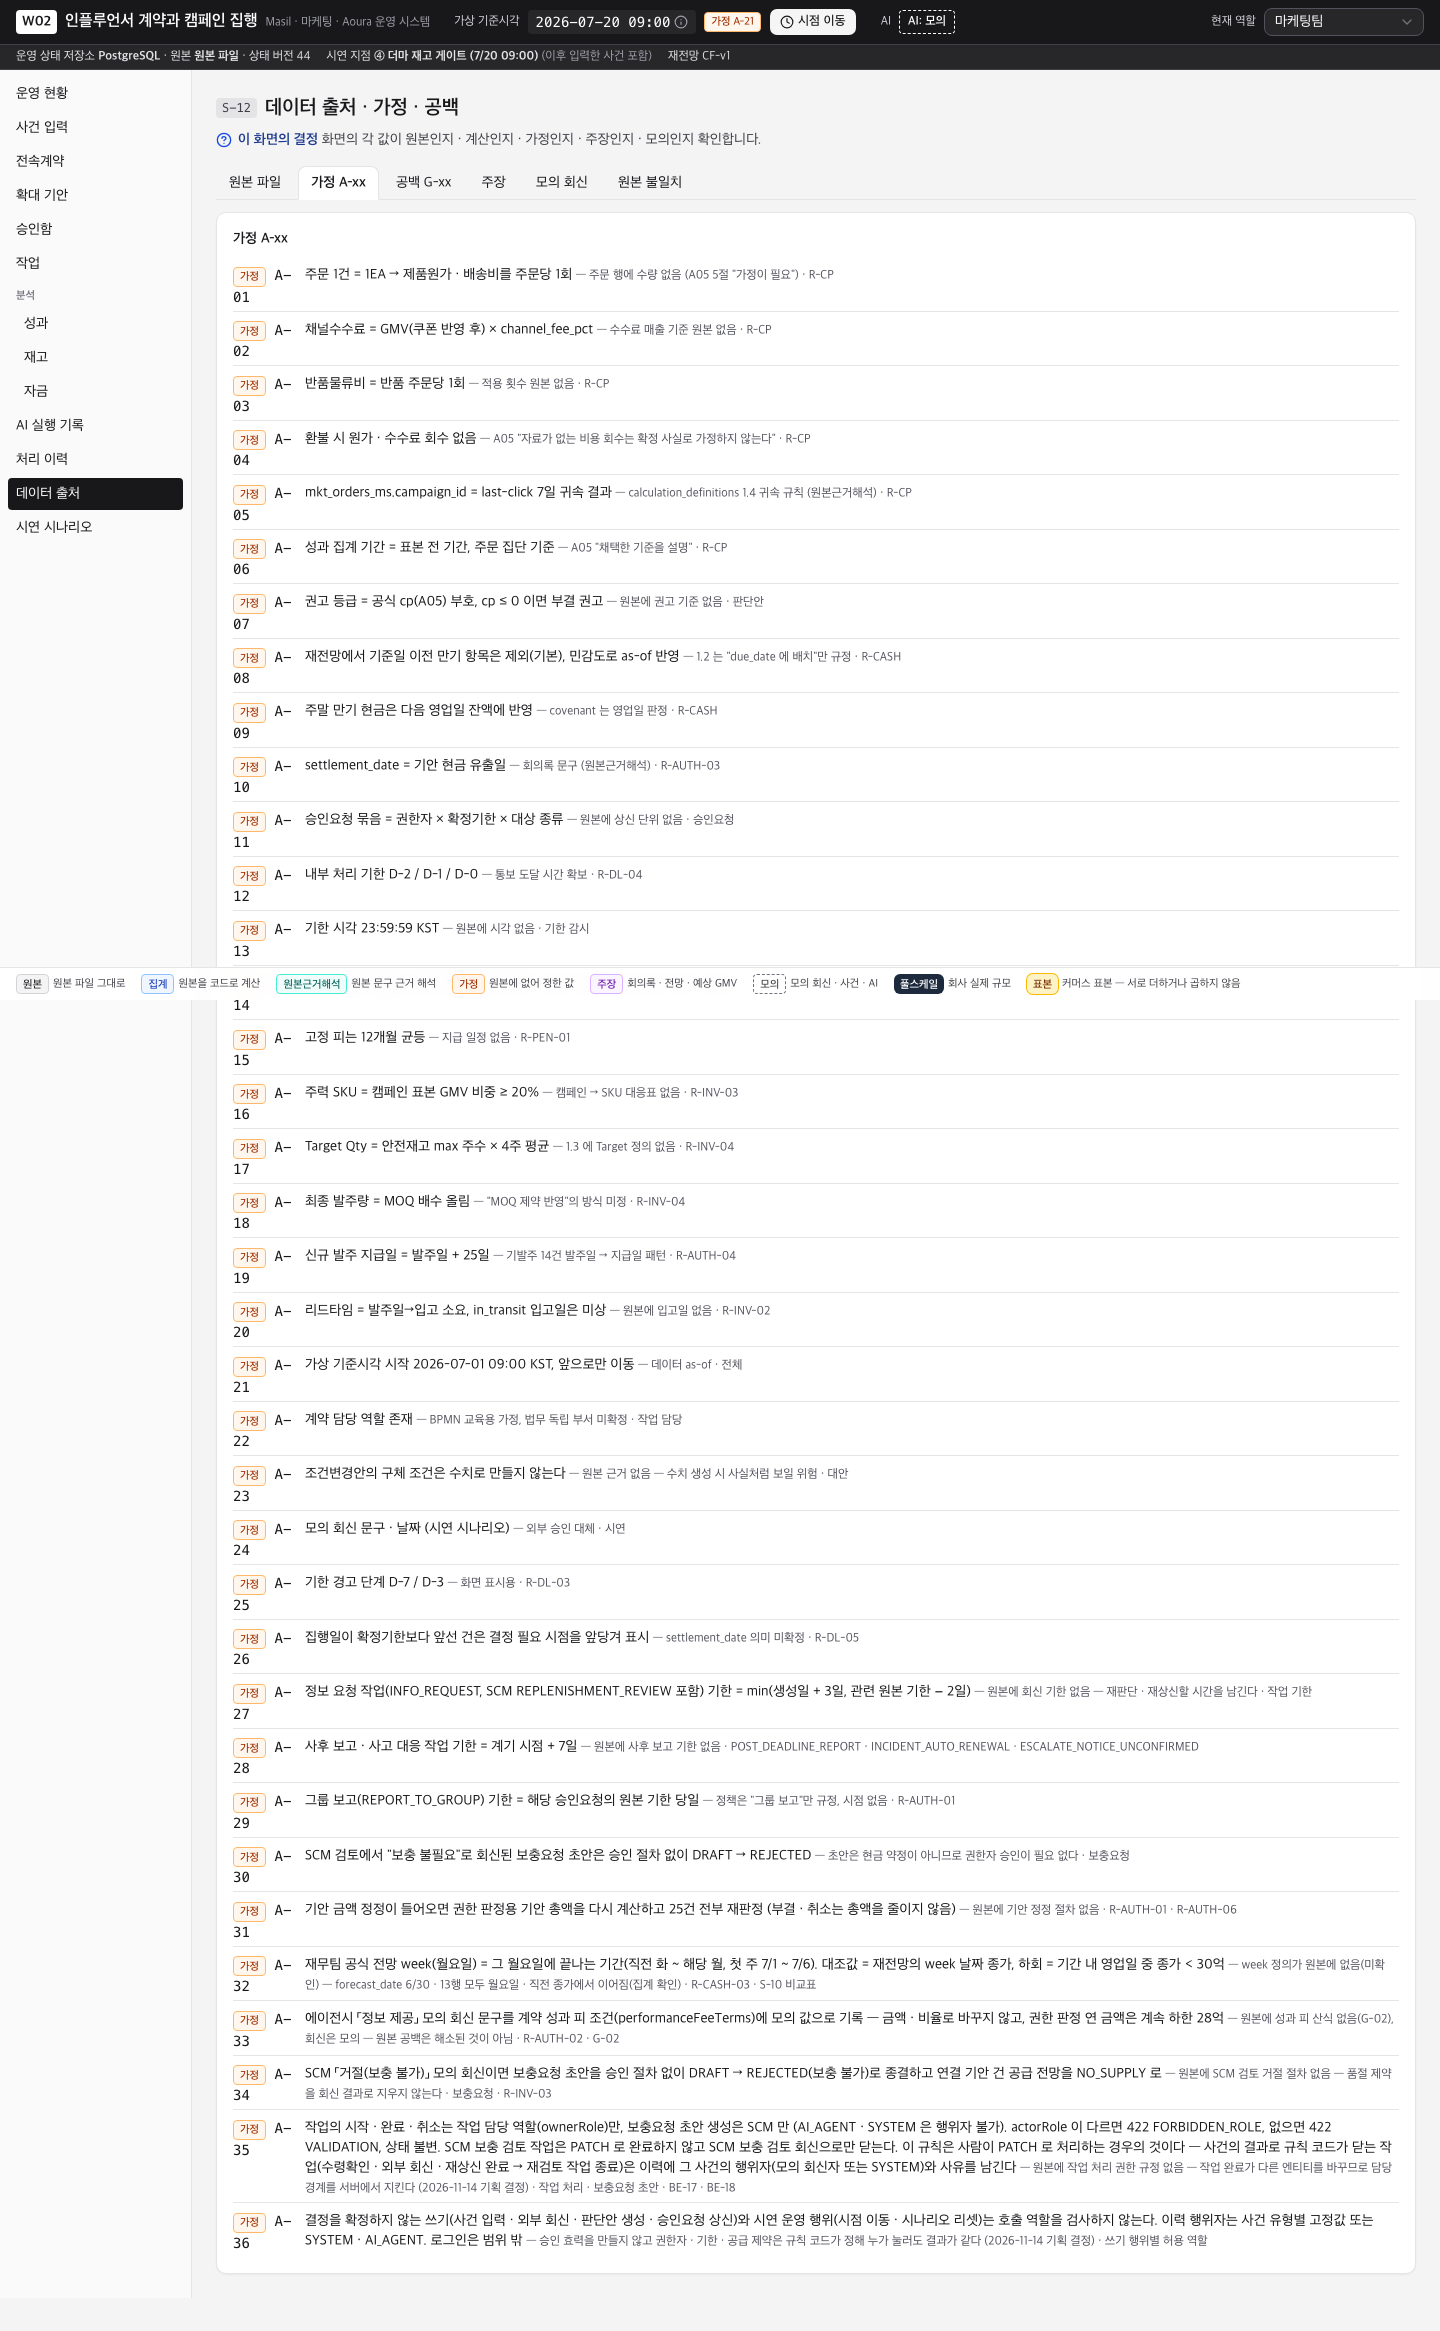 W02 인플루언서 계약과 캠페인 집행 Masil · 마케팅 · Aoura 운영 시스템 가상 기준시각 2026-07-20 09:00 가정 A-21 시점 이동 AI AI: 모의 현재 역할 마케팅팀
운영 상태 저장소 PostgreSQL · 원본 원본 파일 · 상태 버전 44 시연 지점 ④ 더마 재고 게이트 (7/20 09:00) (이후 입력한 사건 포함) 재전망 CF-v1
운영 현황
사건 입력
전속계약
확대 기안
승인함
작업
분석
성과
재고
자금
AI 실행 기록
처리 이력
데이터 출처
시연 시나리오
S-12 데이터 출처 · 가정 · 공백
이 화면의 결정 화면의 각 값이 원본인지 · 계산인지 · 가정인지 · 주장인지 · 모의인지 확인합니다.
원본 파일 가정 A-xx 공백 G-xx 주장 모의 회신 원본 불일치
가정 A-xx
가정 A- 주문 1건 = 1EA → 제품원가 · 배송비를 주문당 1회 — 주문 행에 수량 없음 (A05 5절 "가정이 필요") · R-CP
01
가정 A- 채널수수료 = GMV(쿠폰 반영 후) × channel_fee_pct — 수수료 매출 기준 원본 없음 · R-CP
02
가정 A- 반품물류비 = 반품 주문당 1회 — 적용 횟수 원본 없음 · R-CP
03
가정 A- 환불 시 원가 · 수수료 회수 없음 — A05 "자료가 없는 비용 회수는 확정 사실로 가정하지 않는다" · R-CP
04
가정 A- mkt_orders_ms.campaign_id = last-click 7일 귀속 결과 — calculation_definitions 1.4 귀속 규칙 (원본근거해석) · R-CP
05
가정 A- 성과 집계 기간 = 표본 전 기간, 주문 집단 기준 — A05 "채택한 기준을 설명" · R-CP
06
가정 A- 권고 등급 = 공식 cp(A05) 부호, cp ≤ 0 이면 부결 권고 — 원본에 권고 기준 없음 · 판단안
07
가정 A- 재전망에서 기준일 이전 만기 항목은 제외(기본), 민감도로 as-of 반영 — 1.2 는 "due_date 에 배치"만 규정 · R-CASH
08
가정 A- 주말 만기 현금은 다음 영업일 잔액에 반영 — covenant 는 영업일 판정 · R-CASH
09
가정 A- settlement_date = 기안 현금 유출일 — 회의록 문구 (원본근거해석) · R-AUTH-03
10
가정 A- 승인요청 묶음 = 권한자 × 확정기한 × 대상 종류 — 원본에 상신 단위 없음 · 승인요청
11
가정 A- 내부 처리 기한 D-2 / D-1 / D-0 — 통보 도달 시간 확보 · R-DL-04
12
가정 A- 기한 시각 23:59:59 KST — 원본에 시각 없음 · 기한 감시
13
원본 원본 파일 그대로 집계 원본을 코드로 계산 원본근거해석 원본 문구 근거 해석 가정 원본에 없어 정한 값 주장 회의록 · 전망 · 예상 GMV 모의 모의 회신 · 사건 · AI 풀스케일 회사 실제 규모 표본 커머스 표본 — 서로 더하거나 곱하지 않음
14
가정 A- 고정 피는 12개월 균등 — 지급 일정 없음 · R-PEN-01
15
가정 A- 주력 SKU = 캠페인 표본 GMV 비중 ≥ 20% — 캠페인 → SKU 대응표 없음 · R-INV-03
16
가정 A- Target Qty = 안전재고 max 주수 × 4주 평균 — 1.3 에 Target 정의 없음 · R-INV-04
17
가정 A- 최종 발주량 = MOQ 배수 올림 — "MOQ 제약 반영"의 방식 미정 · R-INV-04
18
가정 A- 신규 발주 지급일 = 발주일 + 25일 — 기발주 14건 발주일 → 지급일 패턴 · R-AUTH-04
19
가정 A- 리드타임 = 발주일→입고 소요, in_transit 입고일은 미상 — 원본에 입고일 없음 · R-INV-02
20
가정 A- 가상 기준시각 시작 2026-07-01 09:00 KST, 앞으로만 이동 — 데이터 as-of · 전체
21
가정 A- 계약 담당 역할 존재 — BPMN 교육용 가정, 법무 독립 부서 미확정 · 작업 담당
22
가정 A- 조건변경안의 구체 조건은 수치로 만들지 않는다 — 원본 근거 없음 — 수치 생성 시 사실처럼 보일 위험 · 대안
23
가정 A- 모의 회신 문구 · 날짜 (시연 시나리오) — 외부 승인 대체 · 시연
24
가정 A- 기한 경고 단계 D-7 / D-3 — 화면 표시용 · R-DL-03
25
가정 A- 집행일이 확정기한보다 앞선 건은 결정 필요 시점을 앞당겨 표시 — settlement_date 의미 미확정 · R-DL-05
26
가정 A- 정보 요청 작업(INFO_REQUEST, SCM REPLENISHMENT_REVIEW 포함) 기한 = min(생성일 + 3일, 관련 원본 기한 − 2일) — 원본에 회신 기한 없음 — 재판단 · 재상신할 시간을 남긴다 · 작업 기한
27
가정 A- 사후 보고 · 사고 대응 작업 기한 = 계기 시점 + 7일 — 원본에 사후 보고 기한 없음 · POST_DEADLINE_REPORT · INCIDENT_AUTO_RENEWAL · ESCALATE_NOTICE_UNCONFIRMED
28
가정 A- 그룹 보고(REPORT_TO_GROUP) 기한 = 해당 승인요청의 원본 기한 당일 — 정책은 "그룹 보고"만 규정, 시점 없음 · R-AUTH-01
29
가정 A- SCM 검토에서 "보충 불필요"로 회신된 보충요청 초안은 승인 절차 없이 DRAFT → REJECTED — 초안은 현금 약정이 아니므로 권한자 승인이 필요 없다 · 보충요청
30
가정 A- 기안 금액 정정이 들어오면 권한 판정용 기안 총액을 다시 계산하고 25건 전부 재판정 (부결 · 취소는 총액을 줄이지 않음) — 원본에 기안 정정 절차 없음 · R-AUTH-01 · R-AUTH-06
31
가정 A- 재무팀 공식 전망 week(월요일) = 그 월요일에 끝나는 기간(직전 화 ~ 해당 월, 첫 주 7/1 ~ 7/6). 대조값 = 재전망의 week 날짜 종가, 하회 = 기간 내 영업일 중 종가 < 30억 — week 정의가 원본에 없음(미확
32 인) — forecast_date 6/30 · 13행 모두 월요일 · 직전 종가에서 이어짐(집계 확인) · R-CASH-03 · S-10 비교표
가정 A- 에이전시 「정보 제공」 모의 회신 문구를 계약 성과 피 조건(performanceFeeTerms)에 모의 값으로 기록 — 금액 · 비율로 바꾸지 않고, 권한 판정 연 금액은 계속 하한 28억 — 원본에 성과 피 산식 없음(G-02),
33 회신은 모의 — 원본 공백은 해소된 것이 아님 · R-AUTH-02 · G-02
가정 A- SCM 「거절(보충 불가)」 모의 회신이면 보충요청 초안을 승인 절차 없이 DRAFT → REJECTED(보충 불가)로 종결하고 연결 기안 건 공급 전망을 NO_SUPPLY 로 — 원본에 SCM 검토 거절 절차 없음 — 품절 제약
34 을 회신 결과로 지우지 않는다 · 보충요청 · R-INV-03
가정 A- 작업의 시작 · 완료 · 취소는 작업 담당 역할(ownerRole)만, 보충요청 초안 생성은 SCM 만 (AI_AGENT · SYSTEM 은 행위자 불가). actorRole 이 다르면 422 FORBIDDEN_ROLE, 없으면 422
35 VALIDATION, 상태 불변. SCM 보충 검토 작업은 PATCH 로 완료하지 않고 SCM 보충 검토 회신으로만 닫는다. 이 규칙은 사람이 PATCH 로 처리하는 경우의 것이다 — 사건의 결과로 규칙 코드가 닫는 작
업(수령확인 · 외부 회신 · 재상신 완료 → 재검토 작업 종료)은 이력에 그 사건의 행위자(모의 회신자 또는 SYSTEM)와 사유를 남긴다 — 원본에 작업 처리 권한 규정 없음 — 작업 완료가 다른 엔티티를 바꾸므로 담당
경계를 서버에서 지킨다 (2026-11-14 기획 결정) · 작업 처리 · 보충요청 초안 · BE-17 · BE-18
가정 A- 결정을 확정하지 않는 쓰기(사건 입력 · 외부 회신 · 판단안 생성 · 승인요청 상신)와 시연 운영 행위(시점 이동 · 시나리오 리셋)는 호출 역할을 검사하지 않는다. 이력 행위자는 사건 유형별 고정값 또는
36 SYSTEM · AI_AGENT. 로그인은 범위 밖 — 승인 효력을 만들지 않고 권한자 · 기한 · 공급 제약은 규칙 코드가 정해 누가 눌러도 결과가 같다 (2026-11-14 기획 결정) · 쓰기 행위별 허용 역할